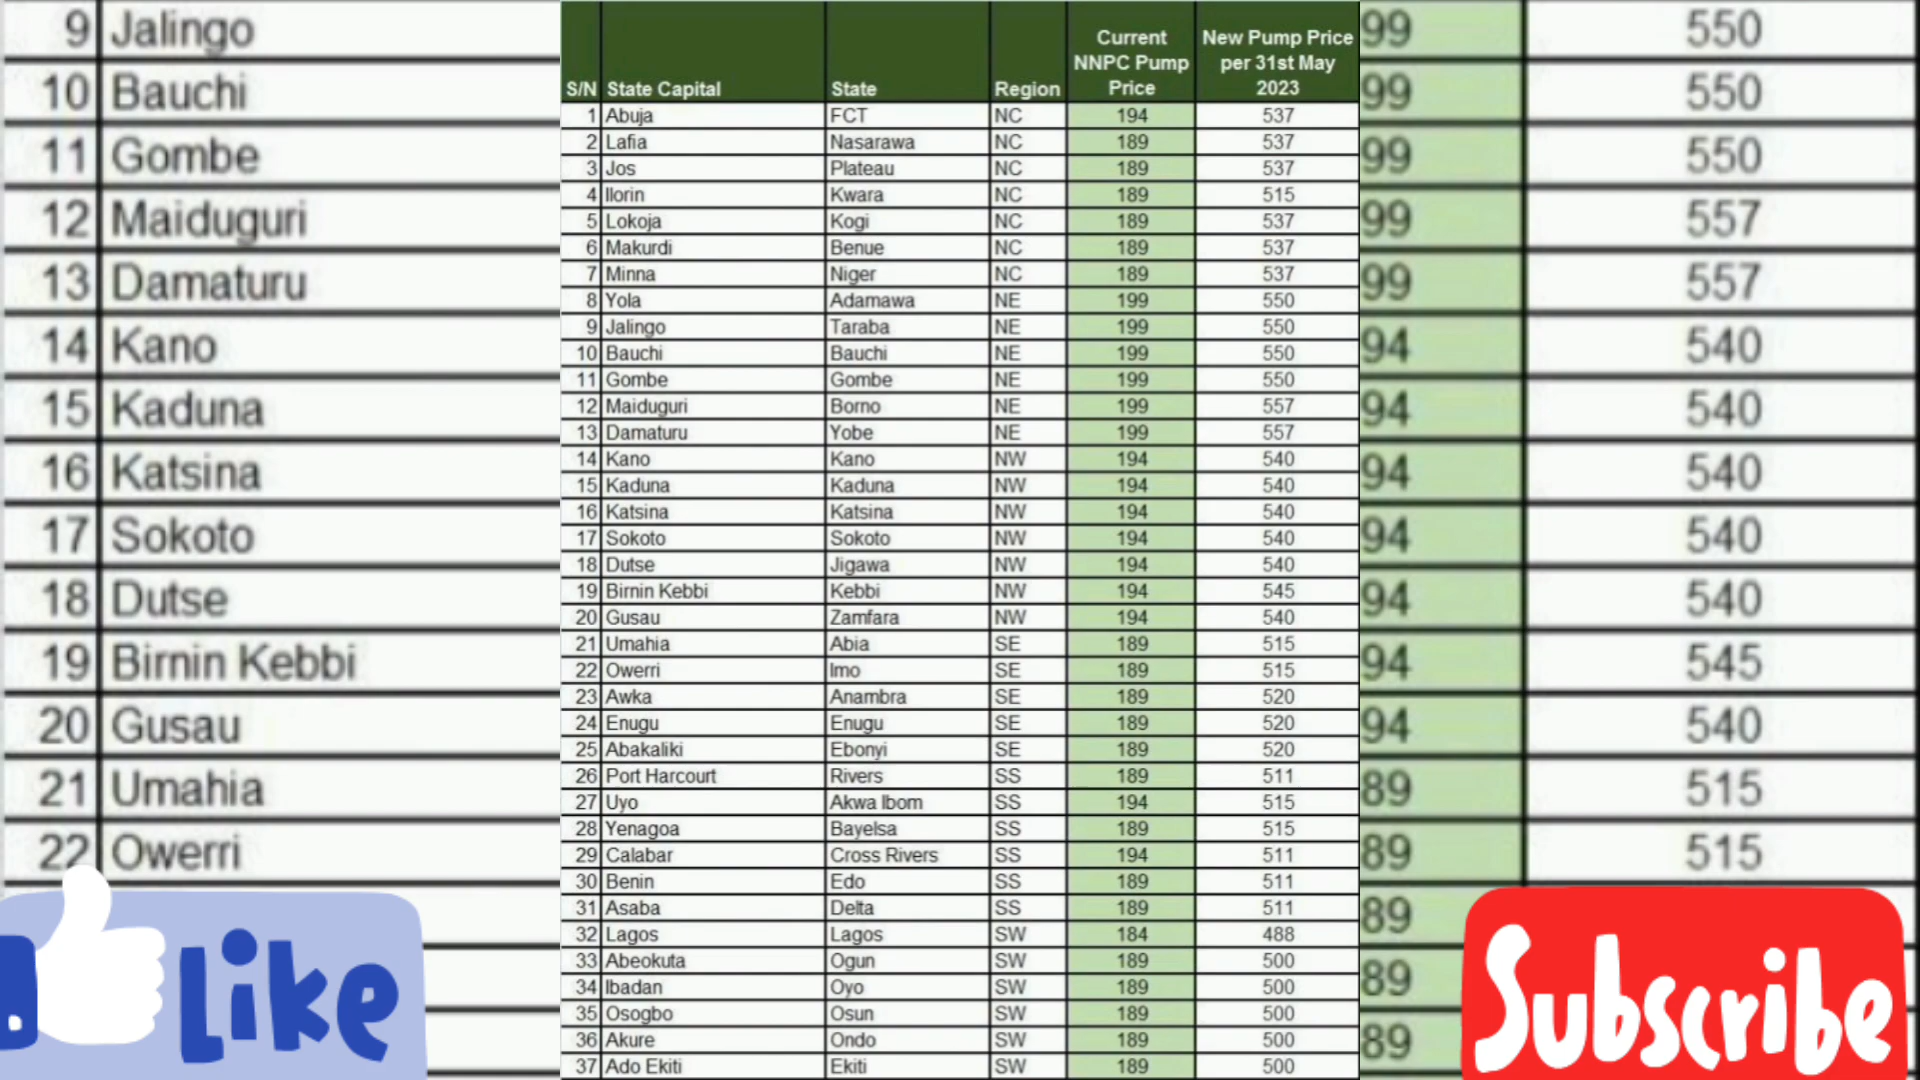 S/N State Capital State Region Current NNPC Pump Price New Pump Price per 31st May 2023
1 Abuja FCT NC 194 537
2 Lafia Nasarawa NC 189 537
3 Jos Plateau NC 189 537
4 Ilorin Kwara NC 189 515
5 Lokoja Kogi NC 189 537
6 Makurdi Benue NC 189 537
7 Minna Niger NC 189 537
8 Yola Adamawa NE 199 550
9 Jalingo Taraba NE 199 550
10 Bauchi Bauchi NE 199 550
11 Gombe Gombe NE 199 550
12 Maiduguri Borno NE 199 557
13 Damaturu Yobe NE 199 557
14 Kano Kano NW 194 540
15 Kaduna Kaduna NW 194 540
16 Katsina Katsina NW 194 540
17 Sokoto Sokoto NW 194 540
18 Dutse Jigawa NW 194 540
19 Birnin Kebbi Kebbi NW 194 545
20 Gusau Zamfara NW 194 540
21 Umahia Abia SE 189 515
22 Owerri Imo SE 189 515
23 Awka Anambra SE 189 520
24 Enugu Enugu SE 189 520
25 Abakaliki Ebonyi SE 189 520
26 Port Harcourt Rivers SS 189 511
27 Uyo Akwa Ibom SS 194 515
28 Yenagoa Bayelsa SS 189 515
29 Calabar Cross Rivers SS 194 511
30 Benin Edo SS 189 511
31 Asaba Delta SS 189 511
32 Lagos Lagos SW 184 488
33 Abeokuta Ogun SW 189 500
34 Ibadan Oyo SW 189 500
35 Osogbo Osun SW 189 500
36 Akure Ondo SW 189 500
37 Ado Ekiti Ekiti SW 189 500
9 Jalingo
10 Bauchi
11 Gombe
12 Maiduguri
13 Damaturu
14 Kano
15 Kaduna
16 Katsina
17 Sokoto
18 Dutse
19 Birnin Kebbi
20 Gusau
21 Umahia
22 Owerri
Like
99 550
99 550
99 550
99 557
99 557
94 540
94 540
94 540
94 540
94 540
94 545
94 540
89 515
89 515
89
89
89
Subscribe